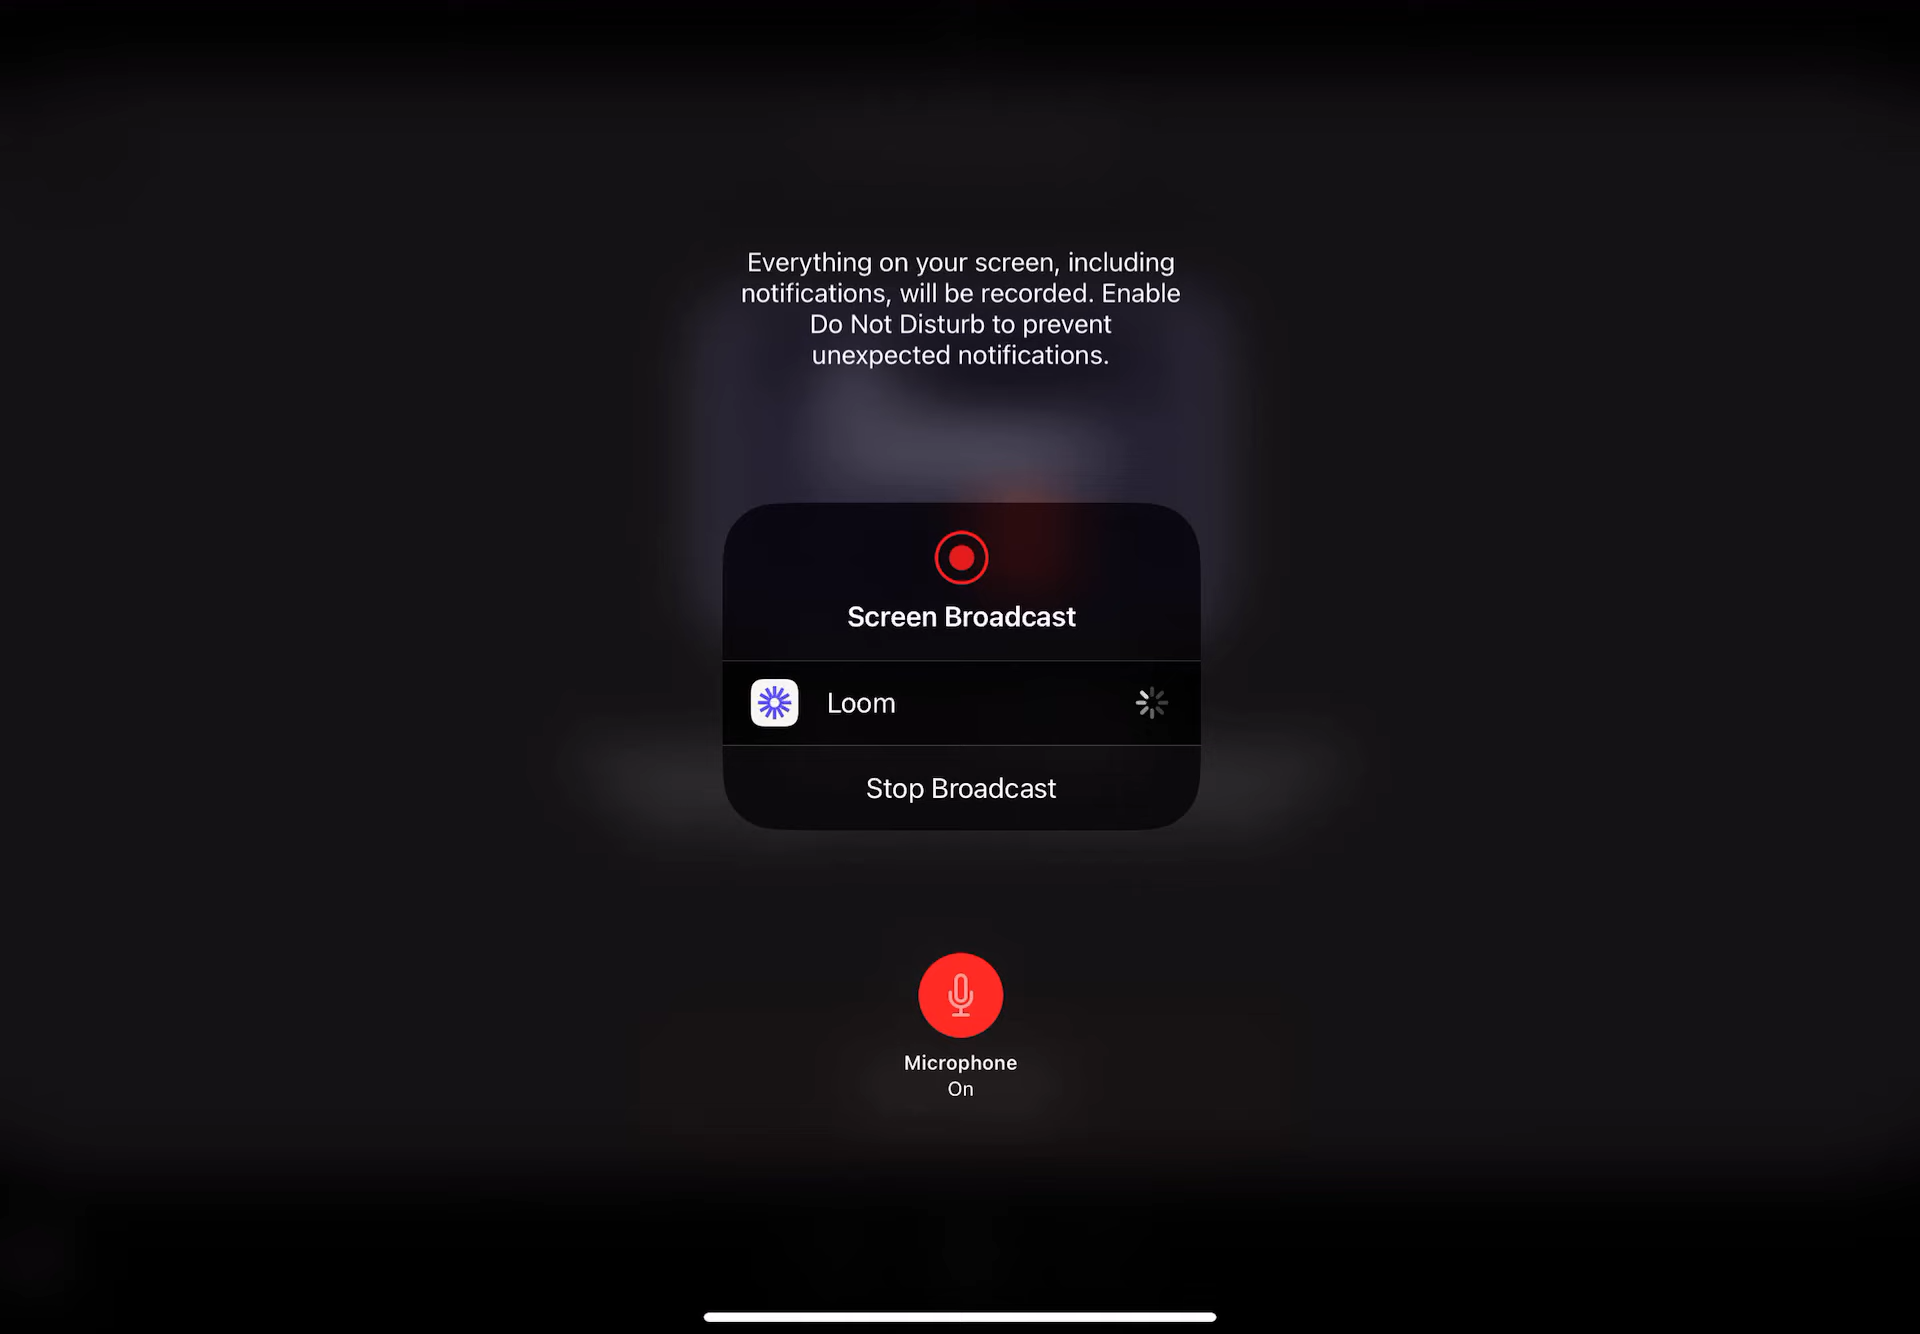 Everything on your screen, including
notifications, will be recorded. Enable
Do Not Disturb to prevent
unexpected notifications.
Screen Broadcast
Loom
Stop Broadcast
Microphone
On